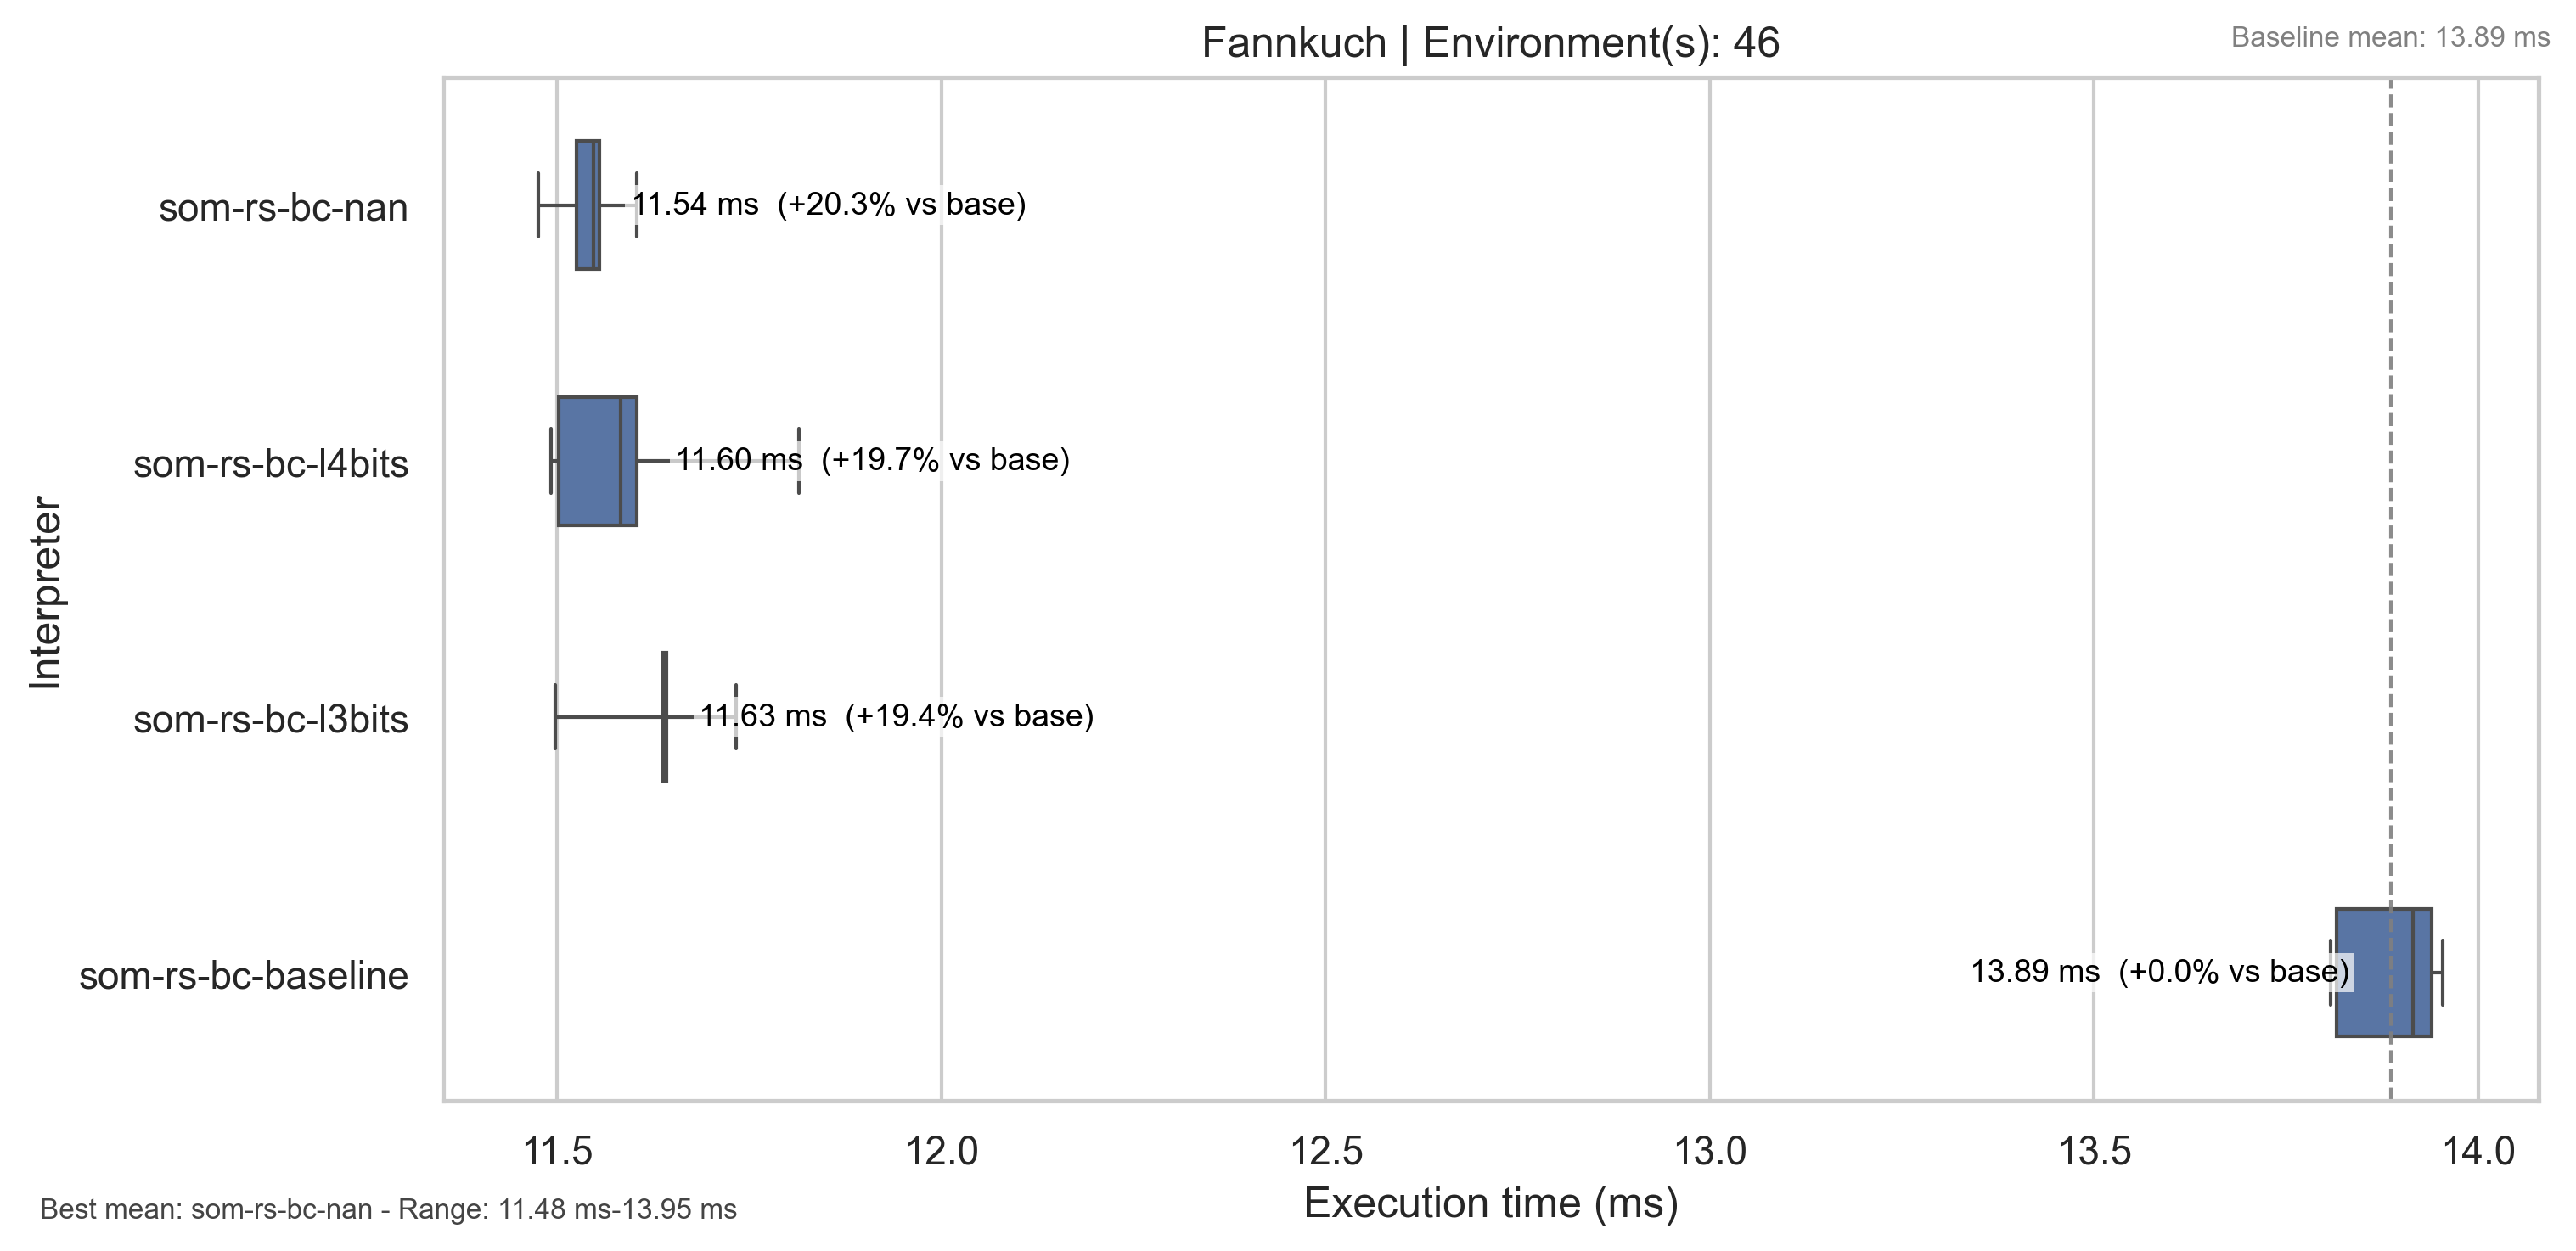 Fannkuch | Environment(s): 46
Baseline mean: 13.89 ms
Interpreter
som-rs-bc-nan
11.54 ms (+20.3% vs base)
som-rs-bc-l4bits
11.60 ms (+19.7% vs base)
som-rs-bc-l3bits
11.63 ms (+19.4% vs base)
som-rs-bc-baseline
13.89 ms (+0.0% vs base)
11.5 12.0 12.5 13.0 13.5 14.0
Execution time (ms)
Best mean: som-rs-bc-nan - Range: 11.48 ms-13.95 ms